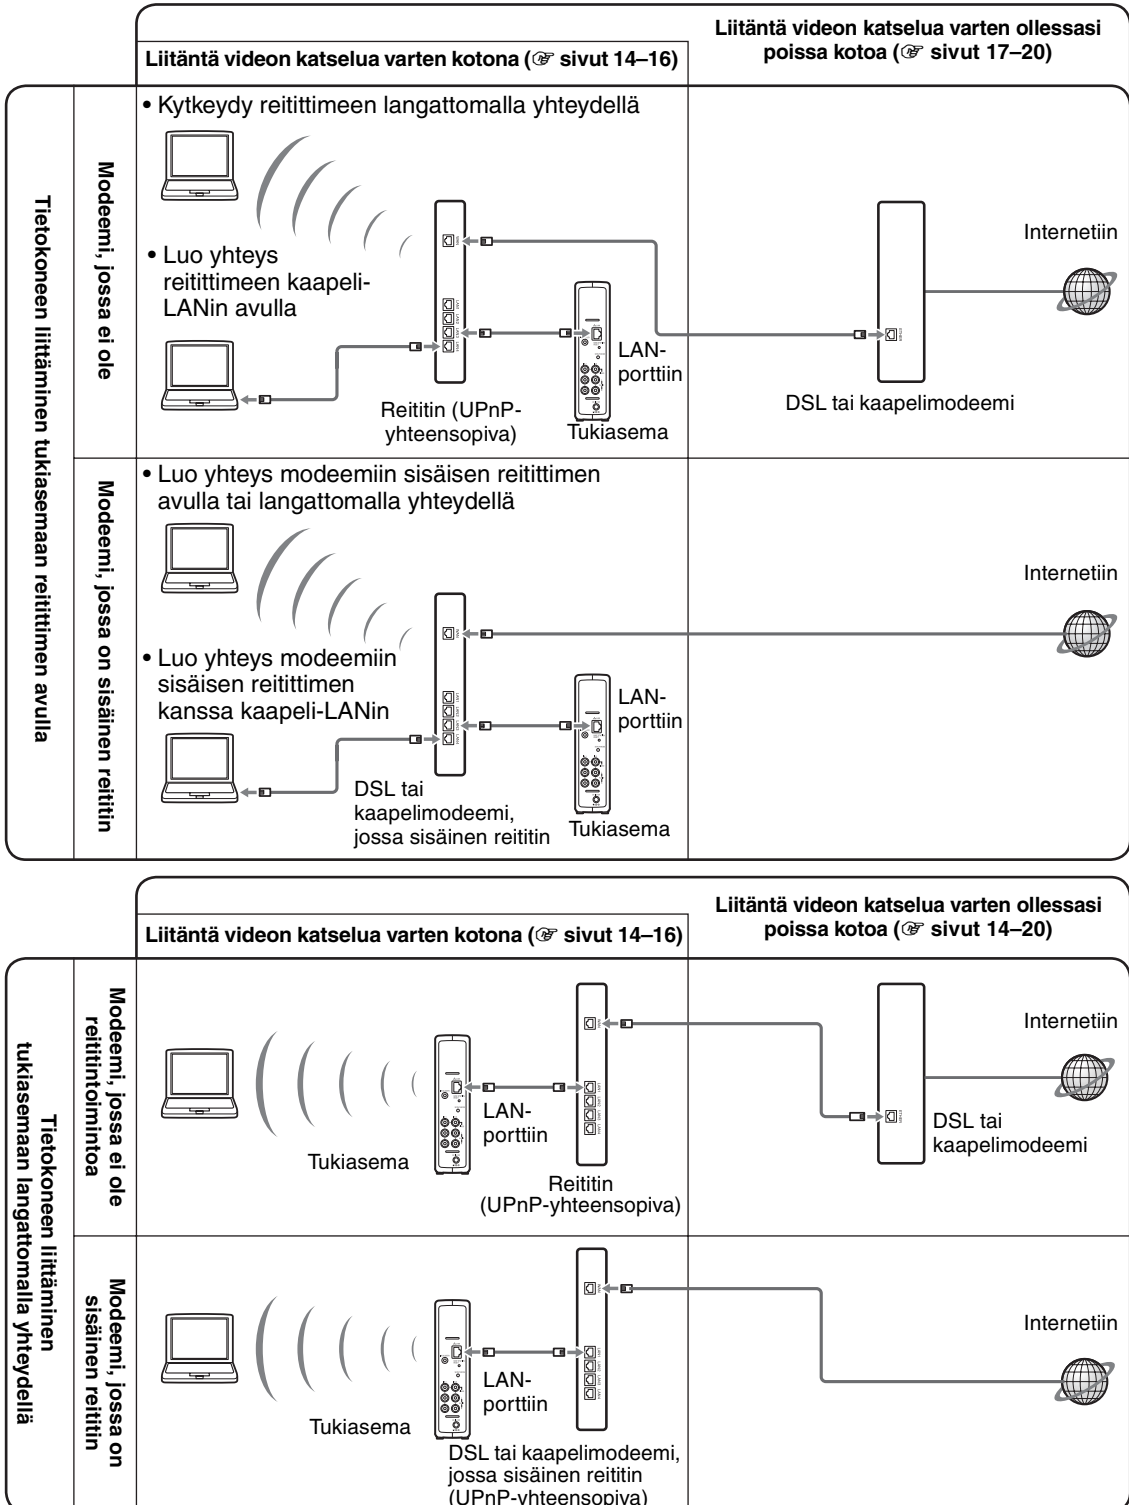 Liitäntä videon katselua varten ollessasi
poissa kotoa (☞ sivut 17–20)
Liitäntä videon katselua varten kotona (☞ sivut 14–16)
Tietokoneen liittäminen tukiasemaan reitittimen avulla
Modeemi, jossa ei ole
• Kytkeydy reitittimeen langattomalla yhteydellä
• Luo yhteys
reitittimeen kaapeli-
LANin avulla
LAN-
porttiin
Reititin (UPnP-
yhteensopiva)
Tukiasema
Internetiin
DSL tai kaapelimodeemi
Modeemi, jossa on sisäinen reititin
• Luo yhteys modeemiin sisäisen reitittimen
avulla tai langattomalla yhteydellä
• Luo yhteys modeemiin
sisäisen reitittimen
kanssa kaapeli-LANin
LAN-
porttiin
DSL tai
kaapelimodeemi,
jossa sisäinen reititin
Tukiasema
Internetiin
Liitäntä videon katselua varten ollessasi
poissa kotoa (☞ sivut 14–20)
Liitäntä videon katselua varten kotona (☞ sivut 14–16)
Tietokoneen liittäminen
tukiasemaan langattomalla yhteydellä
Modeemi, jossa ei ole
reititintoimintoa
Tukiasema
LAN-
porttiin
Reititin
(UPnP-yhteensopiva)
Internetiin
DSL tai
kaapelimodeemi
Modeemi, jossa on
sisäinen reititin
Tukiasema
LAN-
porttiin
DSL tai kaapelimodeemi,
jossa sisäinen reititin
(UPnP-yhteensopiva)
Internetiin